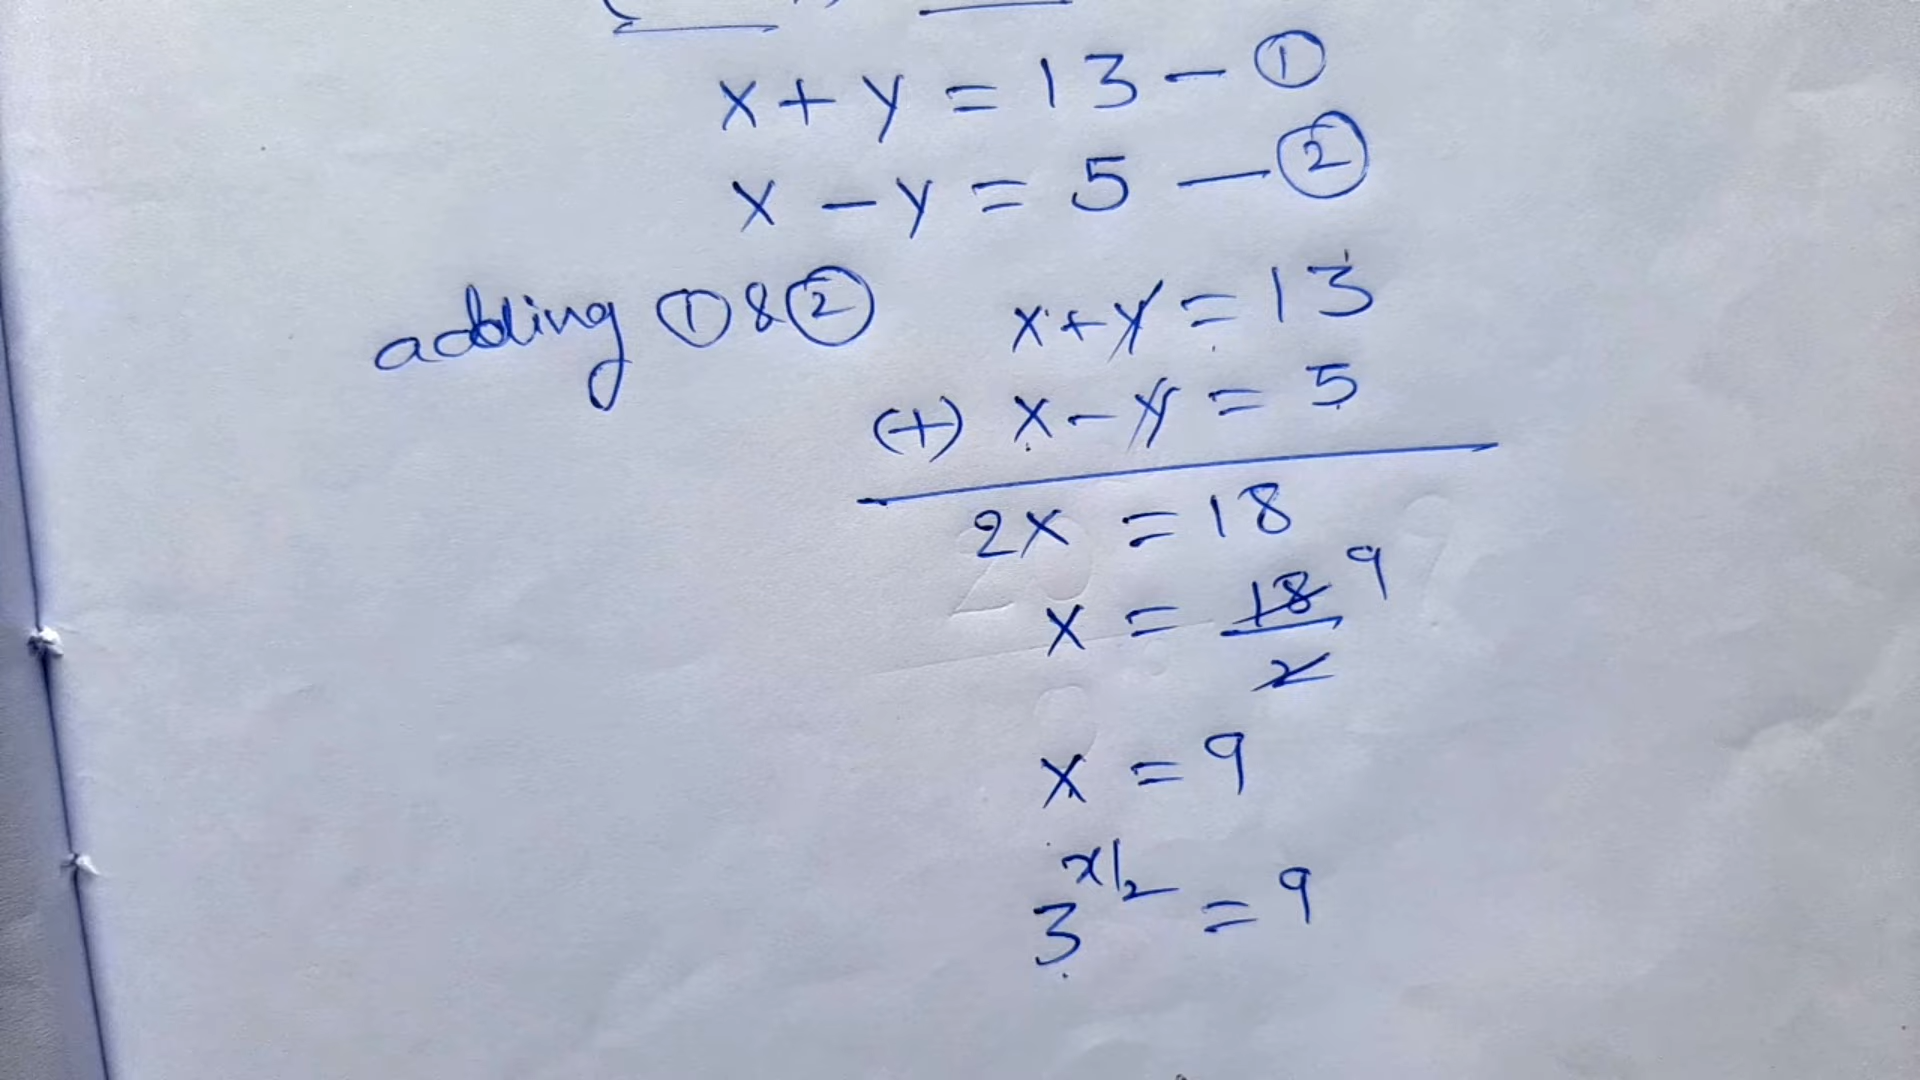 x + y = 13 — ①
x - y = 5 — ②
adding ① & ② x + y = 13
(+) x - y = 5
2x = 18
x = 18/2 9
x = 9
3^x/2 = 9